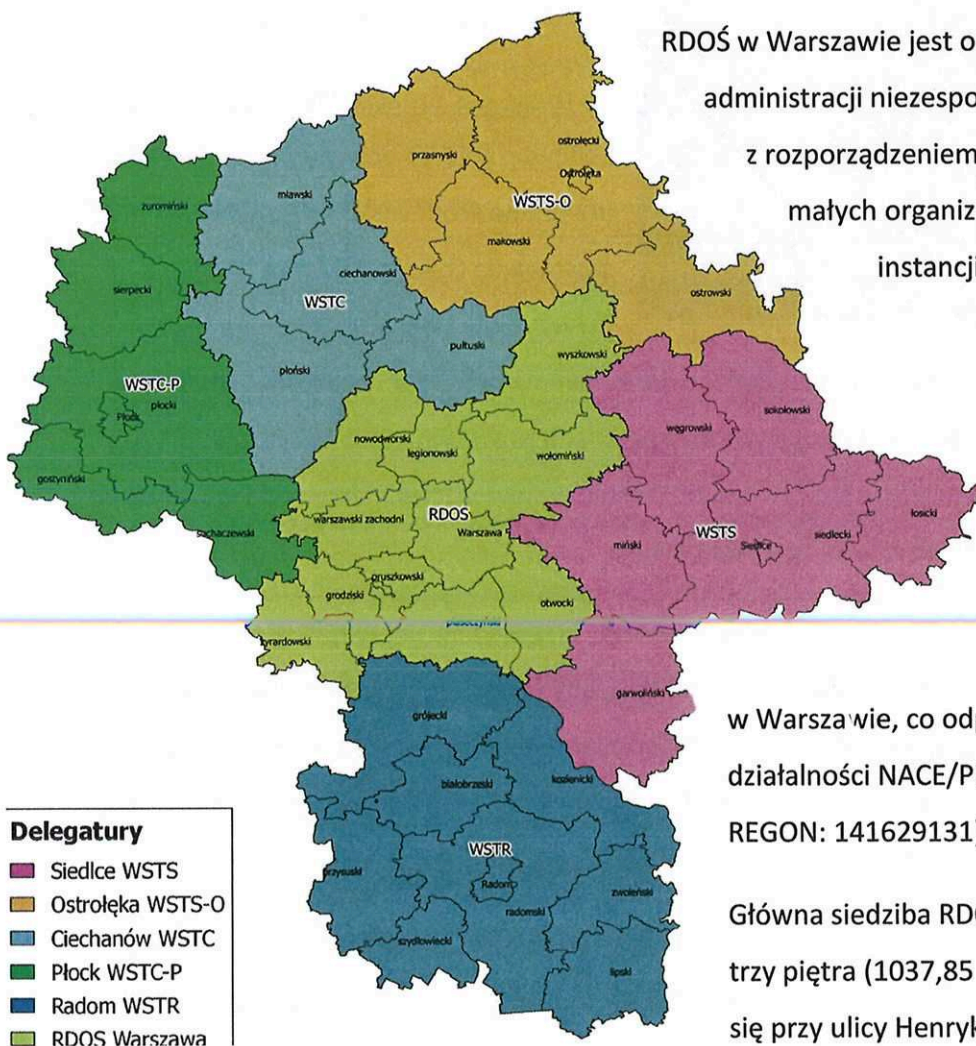 RDOŚ w Warszawie jest o
administracji niezespo
z rozporządzeniem
małych organiz
instancji
przasnyski
ostrołęcki
Ostrołęka
WSTS-O
mławski
żuromiński
makowski
ciechanowski
sierpecki
WSTC
ostrowski
pułtuski
wyszkowski
płoński
WSTC-P
płocki
Płock
sokołowski
węgrowski
nowodworski
legionowski
wołomiński
gostyniński
sochaczewski
warszawski zachodni
RDOS
Warszawa
łosicki
WSTS
siedlecki
Siedlce
miński
pruszkowski
grodziski
otwocki
piaseczyński
żyrardowski
garwoliński
grójecki
w Warszawie, co od
działalności NACE/P
REGON: 141629131
białobrzeski
kozienicki
WSTR
przysuski
Radom
zwoleński
radomski
szydłowiecki
lipski
Główna siedziba RD
trzy piętra (1037,85
się przy ulicy Henryk
Delegatury
Siedlce WSTS
Ostrołęka WSTS-O
Ciechanów WSTC
Płock WSTC-P
Radom WSTR
RDOS Warszawa